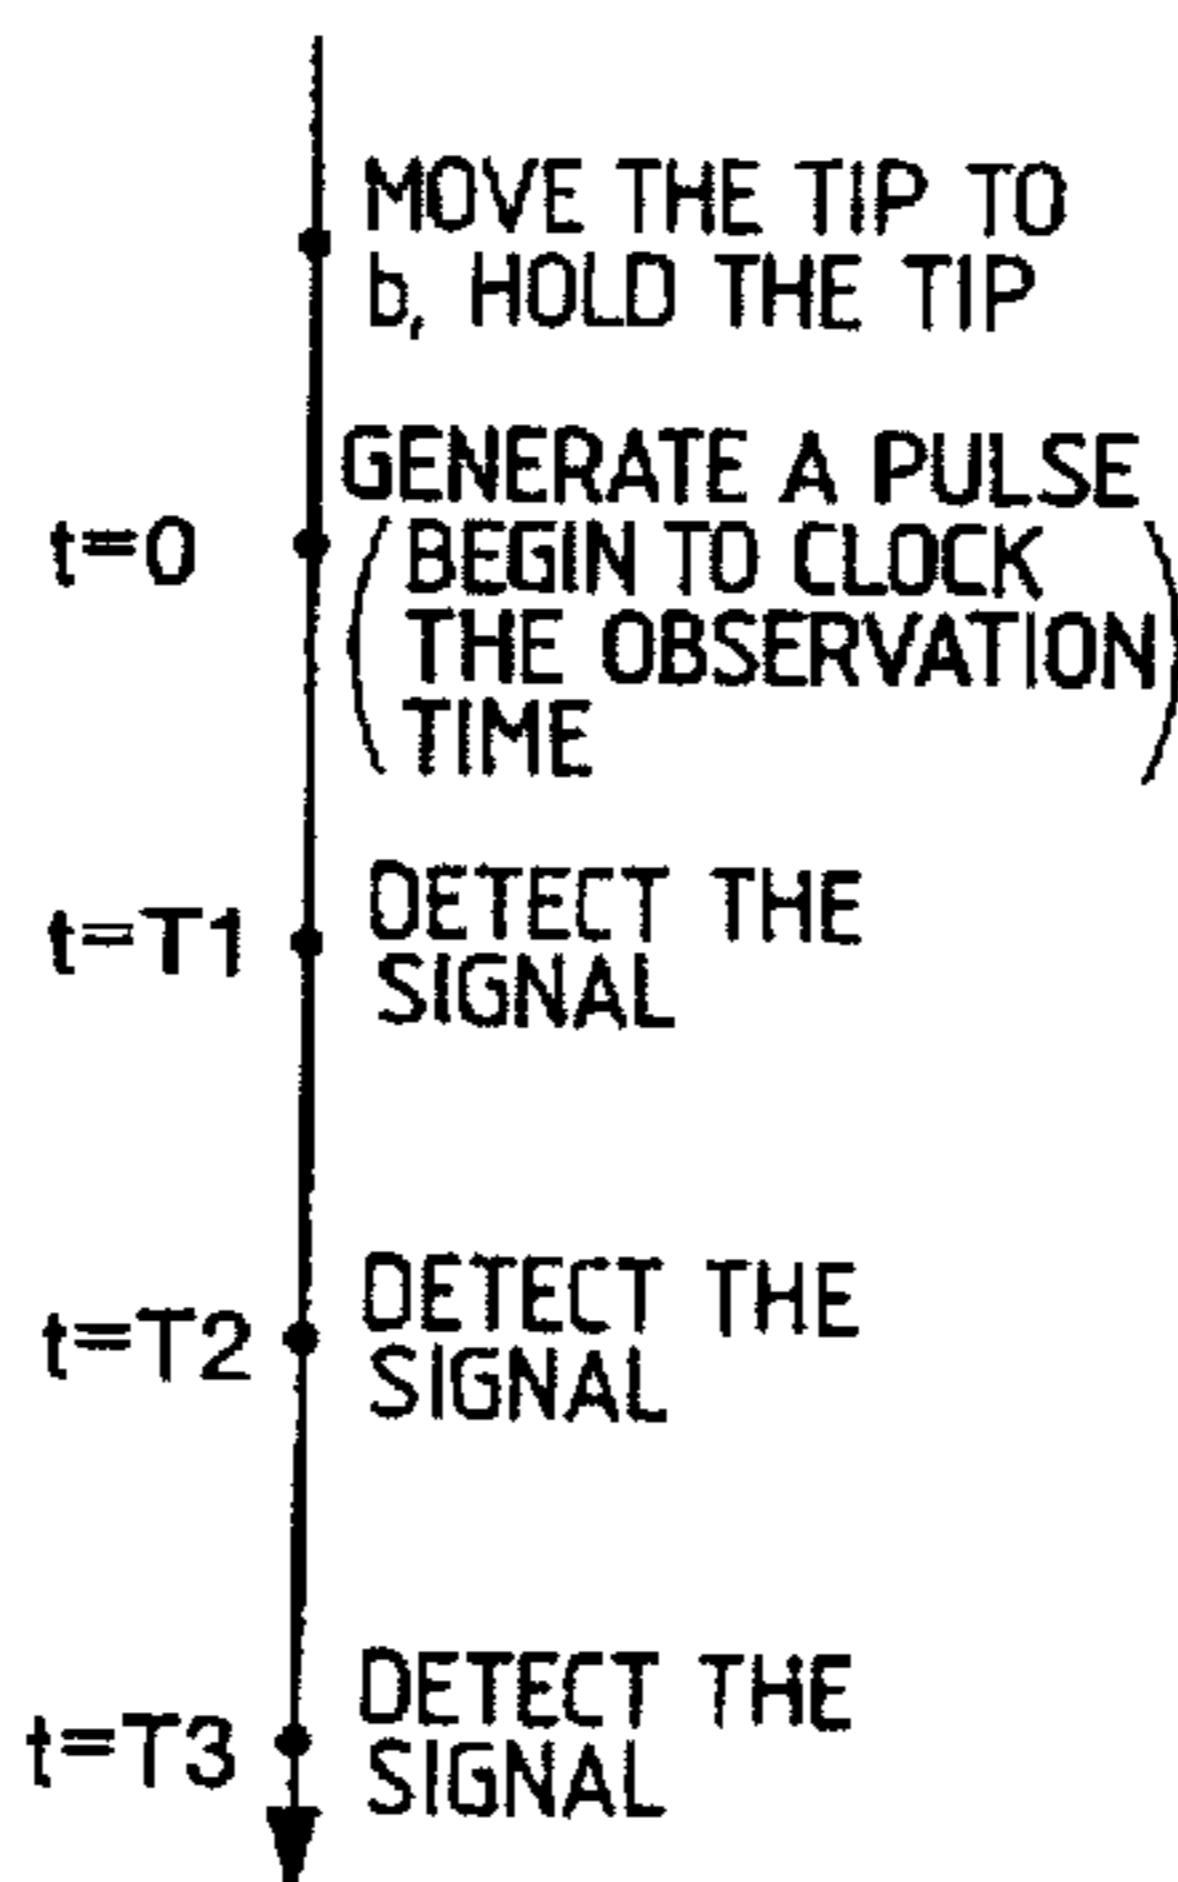 MOVE THE TIP TO
b, HOLD THE TIP
GENERATE A PULSE
t=0
(BEGIN TO CLOCK
THE OBSERVATION
TIME)
t=T1
DETECT THE
SIGNAL
t=T2
DETECT THE
SIGNAL
t=T3
DETECT THE
SIGNAL